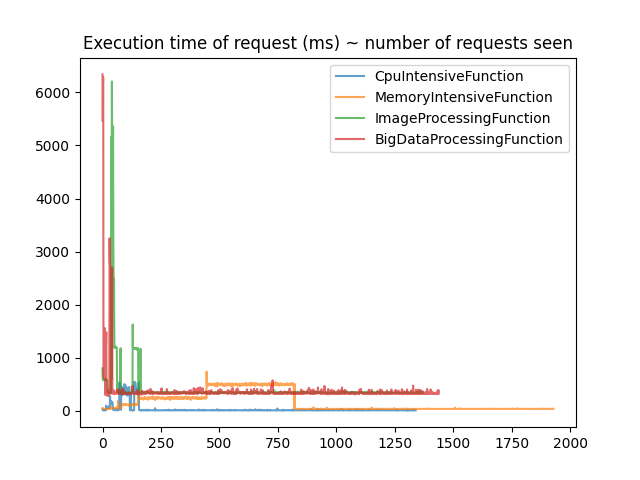 Execution time of request (ms) ~ number of requests seen
CpuIntensiveFunction
MemoryIntensiveFunction
ImageProcessingFunction
BigDataProcessingFunction
6000
5000
4000
3000
2000
1000
0
0 250 500 750 1000 1250 1500 1750 2000